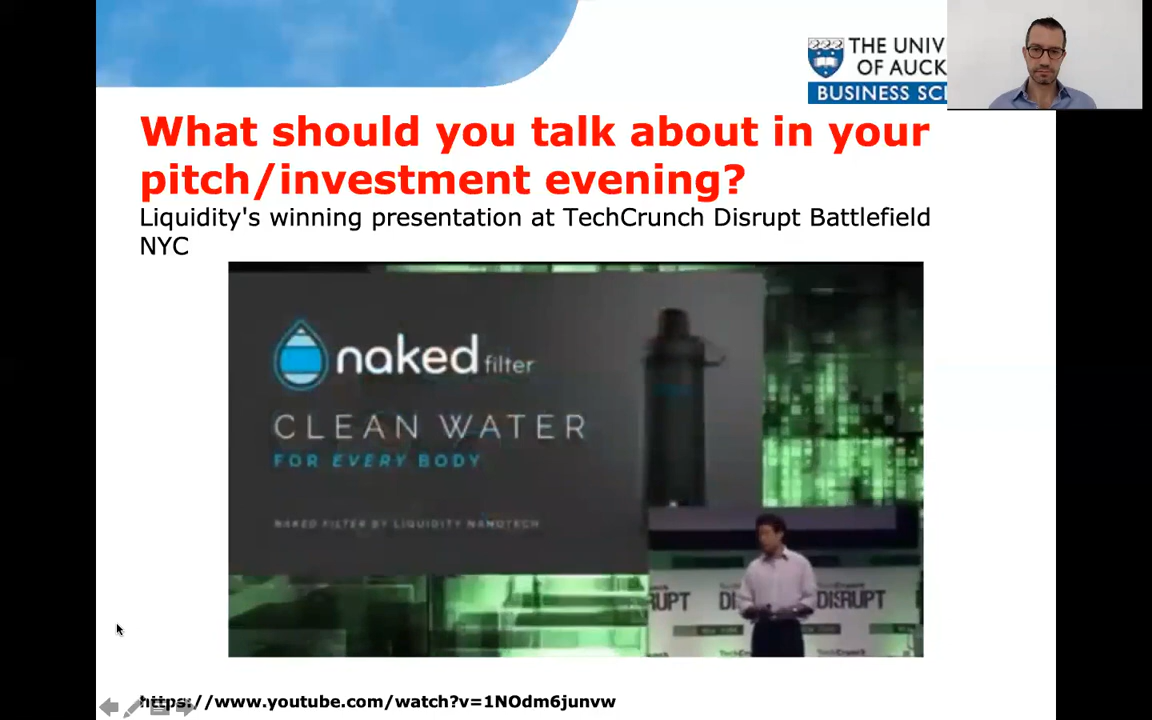 THE UNIV
OF AUCK
BUSINESS SC
What should you talk about in your
pitch/investment evening?
Liquidity's winning presentation at TechCrunch Disrupt Battlefield
NYC
naked filter
CLEAN WATER
FOR EVERY BODY
NAKED FILTER BY LIQUIDITY NANOTECH
RUPT
DISRUPT
TechCrunch
https://www.youtube.com/watch?v=1NOdm6junvw